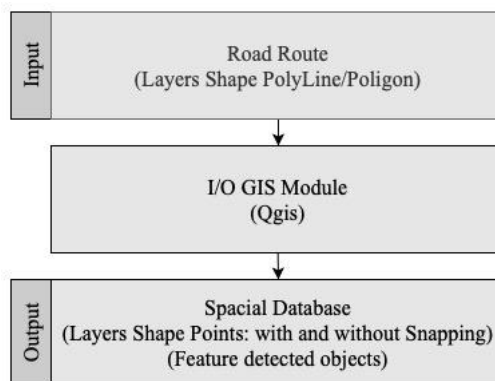 Input
Road Route
(Layers Shape PolyLine/Poligon)
I/O GIS Module
(Qgis)
Output
Spacial Database
(Layers Shape Points: with and without Snapping)
(Feature detected objects)